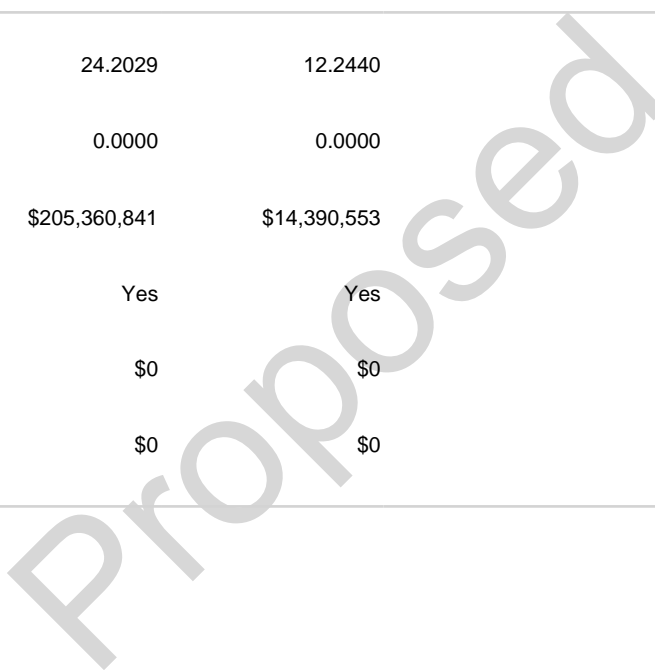 24.2029 12.2440
0.0000 0.0000
$205,360,841 $14,390,553
Yes Yes
$0 $0
$0 $0
Proposed